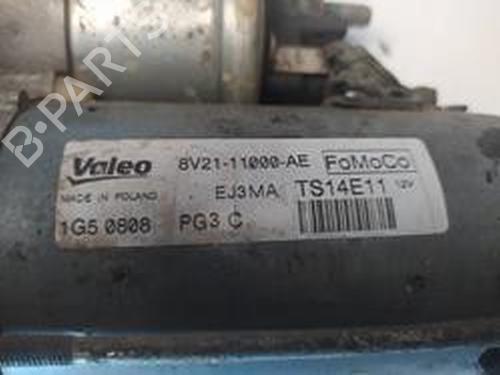 Valeo 8V21-11000-AE FoMoCo
MADE IN POLAND EJ3MA TS14E11 12V
1G5 0808 PG3 C
B-PARTS